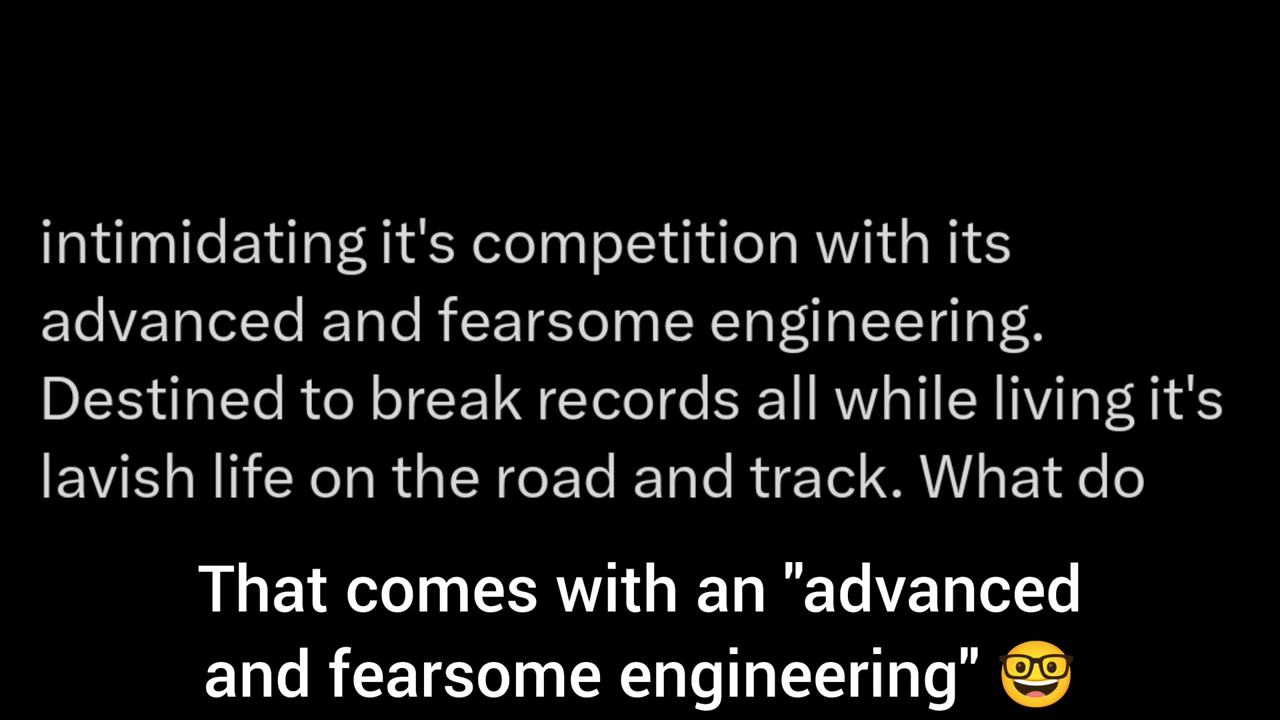 intimidating it's competition with its
advanced and fearsome engineering.
Destined to break records all while living it's
lavish life on the road and track. What do
That comes with an "advanced
and fearsome engineering" 🤓